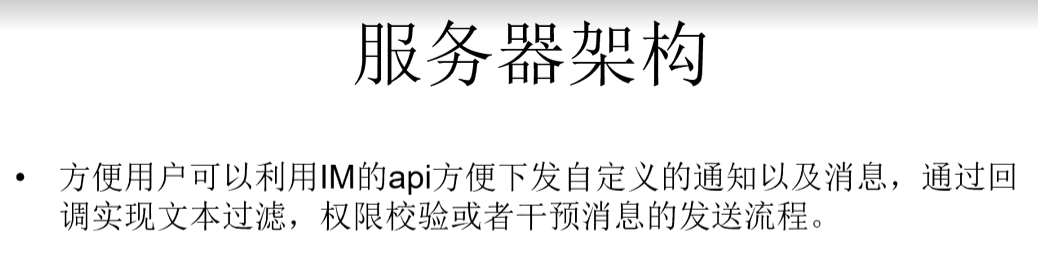 服务器架构
• 方便用户可以利用IM的api方便下发自定义的通知以及消息，通过回
调实现文本过滤，权限校验或者干预消息的发送流程。